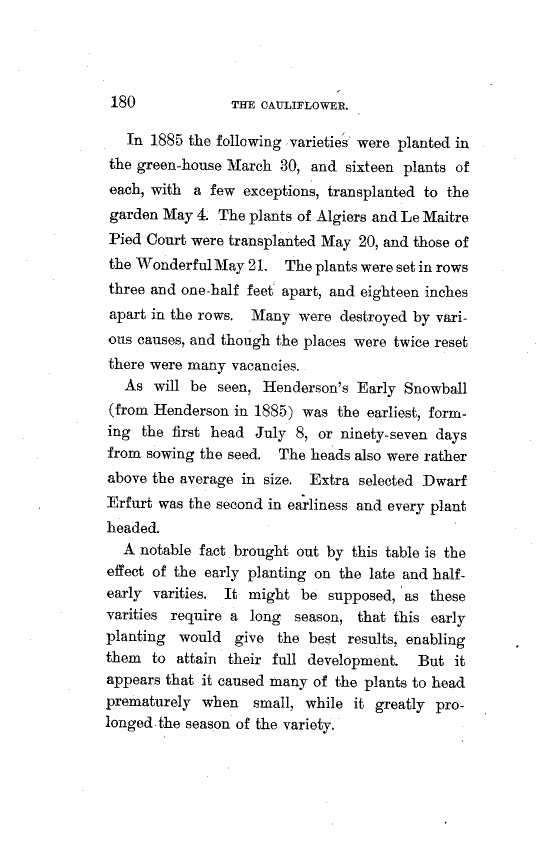 180 THE CAULIFLOWER.
In 1885 the following varieties were planted in
the green-house March 30, and sixteen plants of
each, with a few exceptions, transplanted to the
garden May 4. The plants of Algiers and Le Maitre
Pied Court were transplanted May 20, and those of
the Wonderful May 21. The plants were set in rows
three and one-half feet apart, and eighteen inches
apart in the rows. Many were destroyed by vari-
ous causes, and though the places were twice reset
there were many vacancies.
As will be seen, Henderson's Early Snowball
(from Henderson in 1885) was the earliest, form-
ing the first head July 8, or ninety-seven days
from sowing the seed. The heads also were rather
above the average in size. Extra selected Dwarf
Erfurt was the second in earliness and every plant
headed.
A notable fact brought out by this table is the
effect of the early planting on the late and half-
early varities. It might be supposed, as these
varities require a long season, that this early
planting would give the best results, enabling
them to attain their full development. But it
appears that it caused many of the plants to head
prematurely when small, while it greatly pro-
longed the season of the variety.